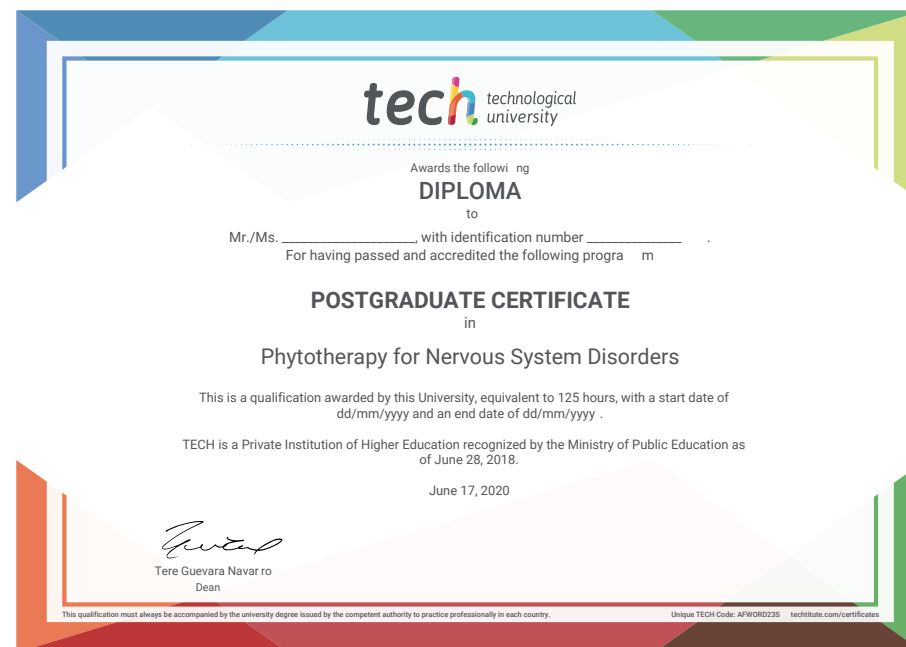 tech technological
university
Awards the followi ng
DIPLOMA
to
Mr./Ms. ____________________, with identification number ______________ .
For having passed and accredited the following progra m
POSTGRADUATE CERTIFICATE
in
Phytotherapy for Nervous System Disorders
This is a qualification awarded by this University, equivalent to 125 hours, with a start date of
dd/mm/yyyy and an end date of dd/mm/yyyy .
TECH is a Private Institution of Higher Education recognized by the Ministry of Public Education as
of June 28, 2018.
June 17, 2020
Tere Guevara Navar ro
Dean
This qualification must always be accompanied by the university degree issued by the competent authority to practice professionally in each country.
Unique TECH Code: AFWORD23S techtitute.com/certificates